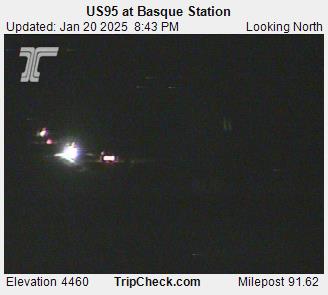 US95 at Basque Station
Updated: Jan 20 2025 8:43 PM Looking North
Elevation 4460 TripCheck.com Milepost 91.62